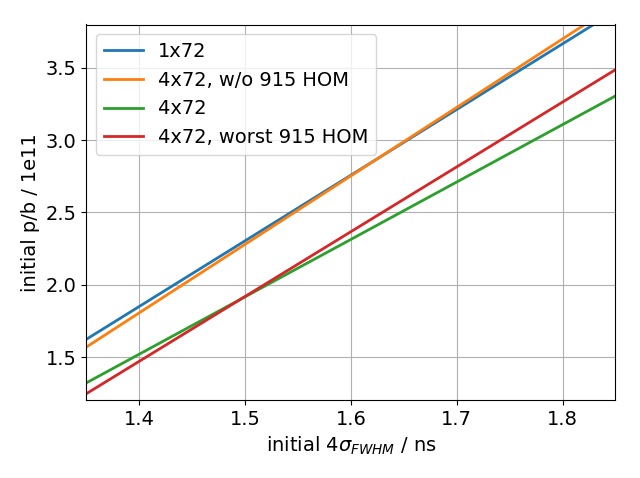 1x72
4x72, w/o 915 HOM
4x72
4x72, worst 915 HOM
3.5
3.0
2.5
2.0
1.5
initial p/b / 1e11
1.4 1.5 1.6 1.7 1.8
initial 4σ_FWHM / ns